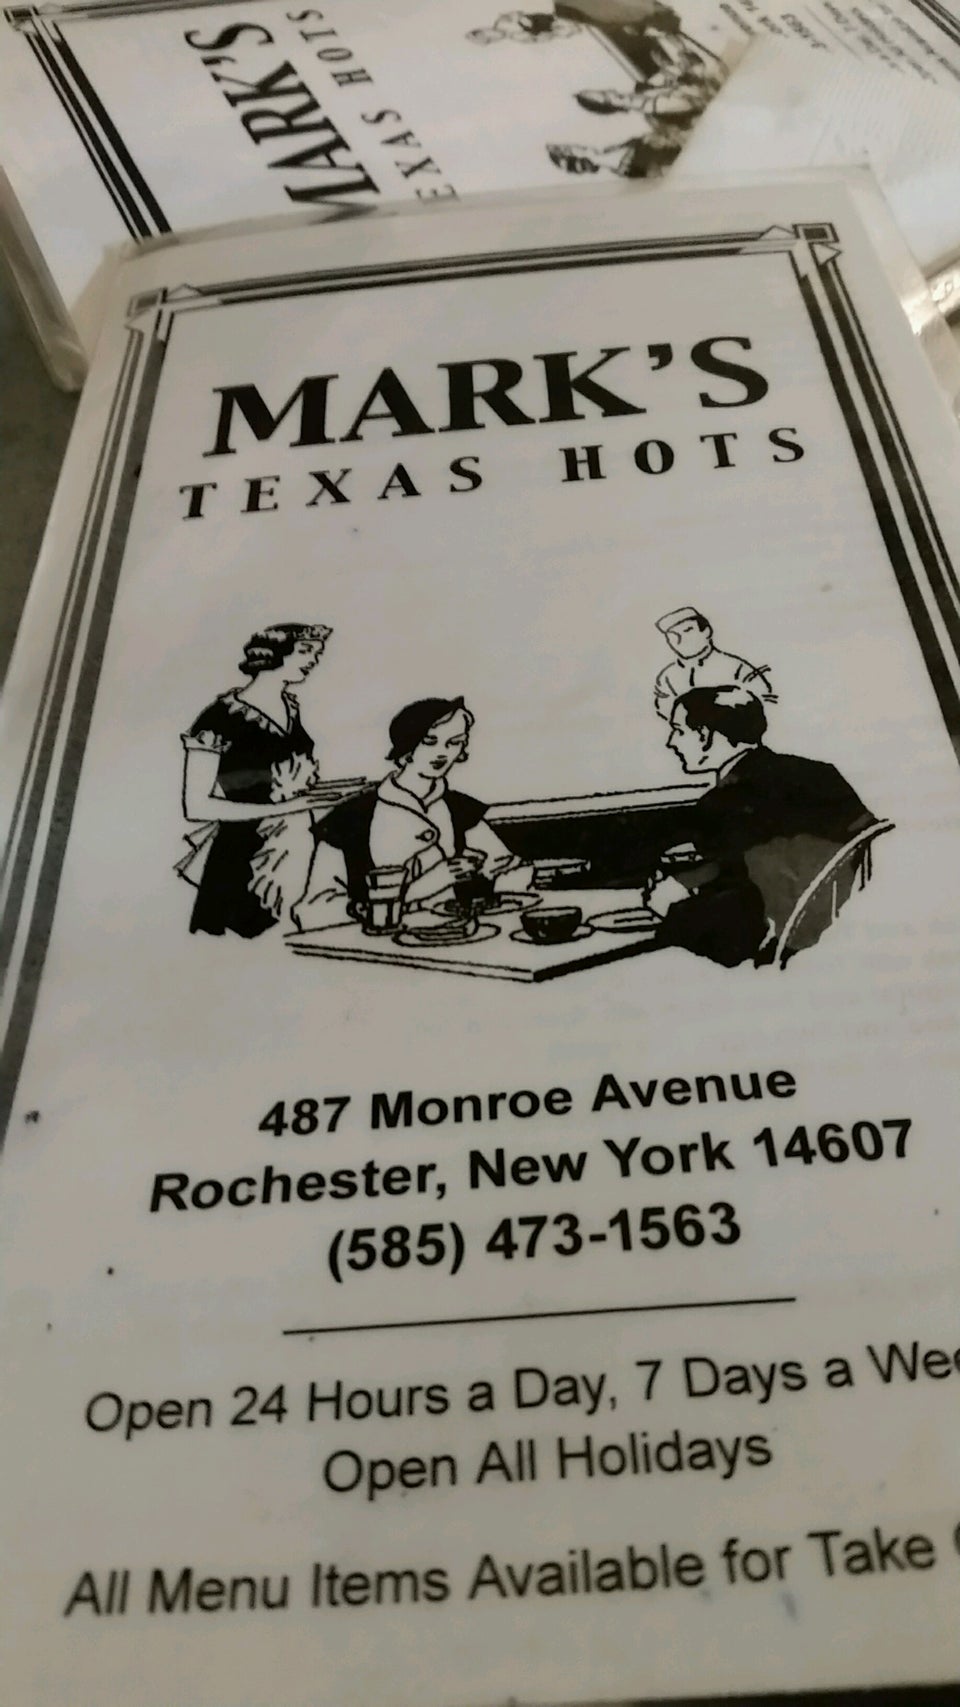 MARK'S
TEXAS HOTS
MARK'S
TEXAS HOTS
487 Monroe Avenue
Rochester, New York 14607
(585) 473-1563
Open 24 Hours a Day, 7 Days a
Open All Holidays
All Menu Items Available for Take